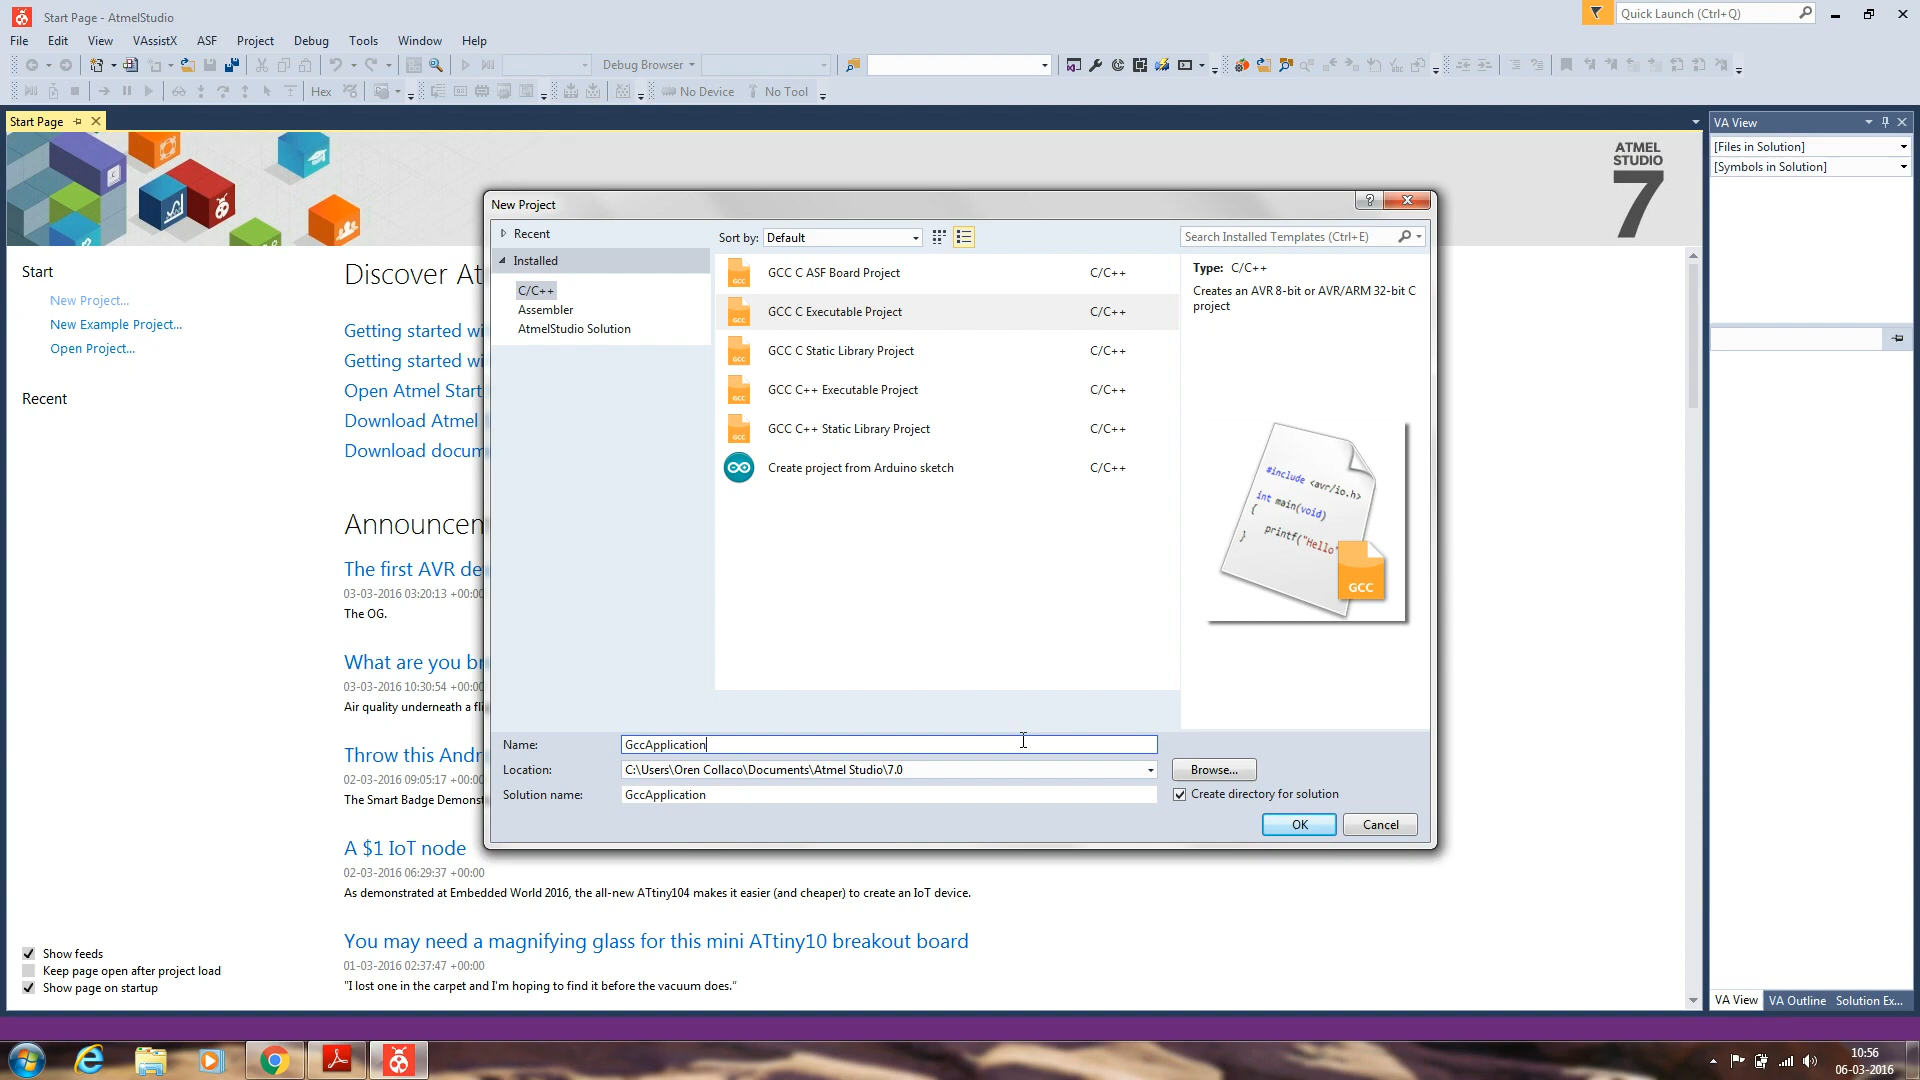 Start Page - AtmelStudio
Quick Launch (Ctrl+Q)
File Edit View VAssistX ASF Project Debug Tools Window Help
Debug Browser
Hex
No Device
No Tool
Start Page
VA View
[Files in Solution]
[Symbols in Solution]
ATMEL
STUDIO
7
Start
New Project...
New Example Project...
Open Project...
Recent
Discover At
Getting started wi
Getting started wi
Open Atmel Start
Download Atmel
Download docum
Announcem
The first AVR de
03-03-2016 03:20:13 +00:00
The OG.
What are you br
03-03-2016 10:30:54 +00:00
Air quality underneath a fli
Throw this Andr
02-03-2016 09:05:17 +00:00
The Smart Badge Demonst
A $1 IoT node
02-03-2016 06:29:37 +00:00
As demonstrated at Embedded World 2016, the all-new ATtiny104 makes it easier (and cheaper) to create an IoT device.
You may need a magnifying glass for this mini ATtiny10 breakout board
01-03-2016 02:37:47 +00:00
"I lost one in the carpet and I'm hoping to find it before the vacuum does."
Show feeds
Keep page open after project load
Show page on startup
New Project
Recent
Installed
C/C++
Assembler
AtmelStudio Solution
Sort by: Default
Search Installed Templates (Ctrl+E)
GCC C ASF Board Project C/C++
GCC C Executable Project C/C++
GCC C Static Library Project C/C++
GCC C++ Executable Project C/C++
GCC C++ Static Library Project C/C++
Create project from Arduino sketch C/C++
Type: C/C++
Creates an AVR 8-bit or AVR/ARM 32-bit C
project
#include <avr/io.h>
int main(void)
{
printf("Hello"
}
GCC
Name: GccApplication
Location: C:\Users\Oren Collaco\Documents\Atmel Studio\7.0
Browse...
Solution name: GccApplication
Create directory for solution
OK Cancel
VA View VA Outline Solution Ex...
10:56
06-03-2016